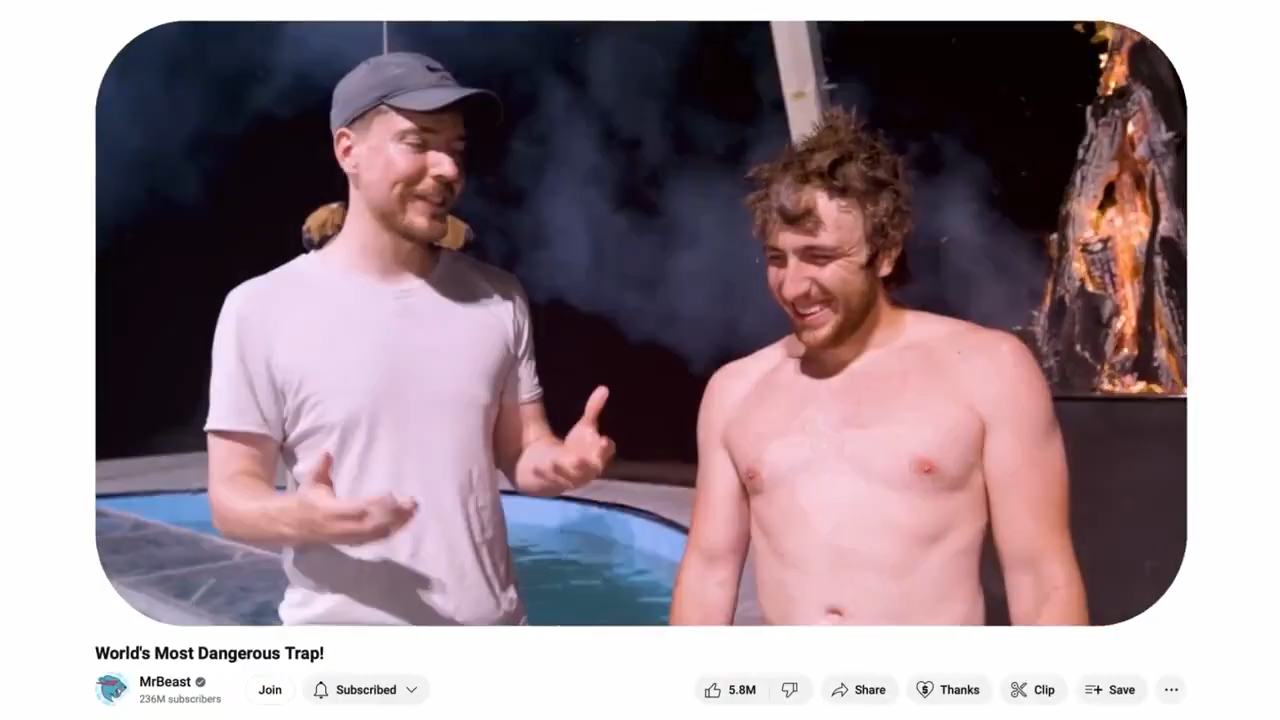 World's Most Dangerous Trap!
MrBeast
236M subscribers
Join
Subscribed
5.8M
Share
Thanks
Clip
Save